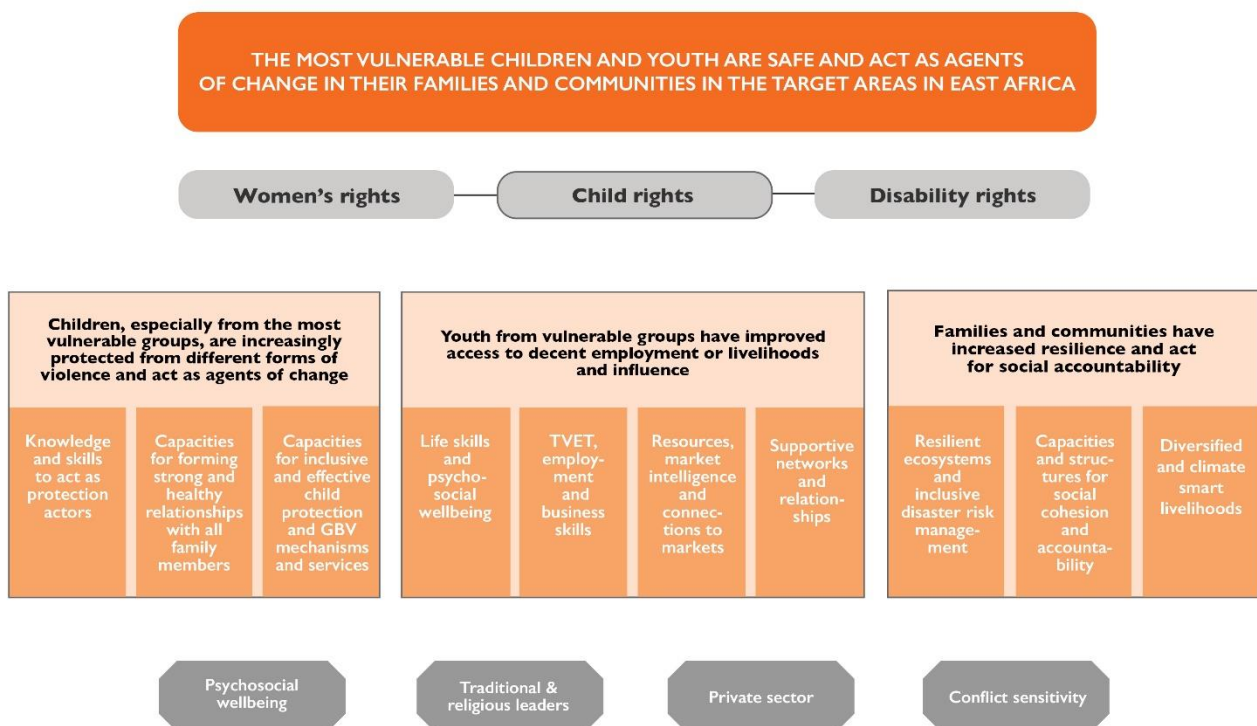 THE MOST VULNERABLE CHILDREN AND YOUTH ARE SAFE AND ACT AS AGENTS
OF CHANGE IN THEIR FAMILIES AND COMMUNITIES IN THE TARGET AREAS IN EAST AFRICA
Women's rights
Child rights
Disability rights
Children, especially from the most
vulnerable groups, are increasingly
protected from different forms of
violence and act as agents of change
Knowledge
and skills
to act as
protection
actors
Capacities
for forming
strong and
healthy
relationships
with all
family
members
Capacities
for inclusive
and effective
child
protection
and GBV
mechanisms
and services
Youth from vulnerable groups have improved
access to decent employment or livelihoods
and influence
Life skills
and
psycho-
social
wellbeing
TVET,
employ-
ment
and
business
skills
Resources,
market
intelligence
and
connec-
tions to
markets
Supportive
networks
and
relation-
ships
Families and communities have
increased resilience and act
for social accountability
Resilient
ecosystems
and
inclusive
disaster risk
manage-
ment
Capacities
and struc-
tures for
social
cohesion
and
accounta-
bility
Diversified
and climate
smart
livelihoods
Psychosocial
wellbeing
Traditional &
religious leaders
Private sector
Conflict sensitivity